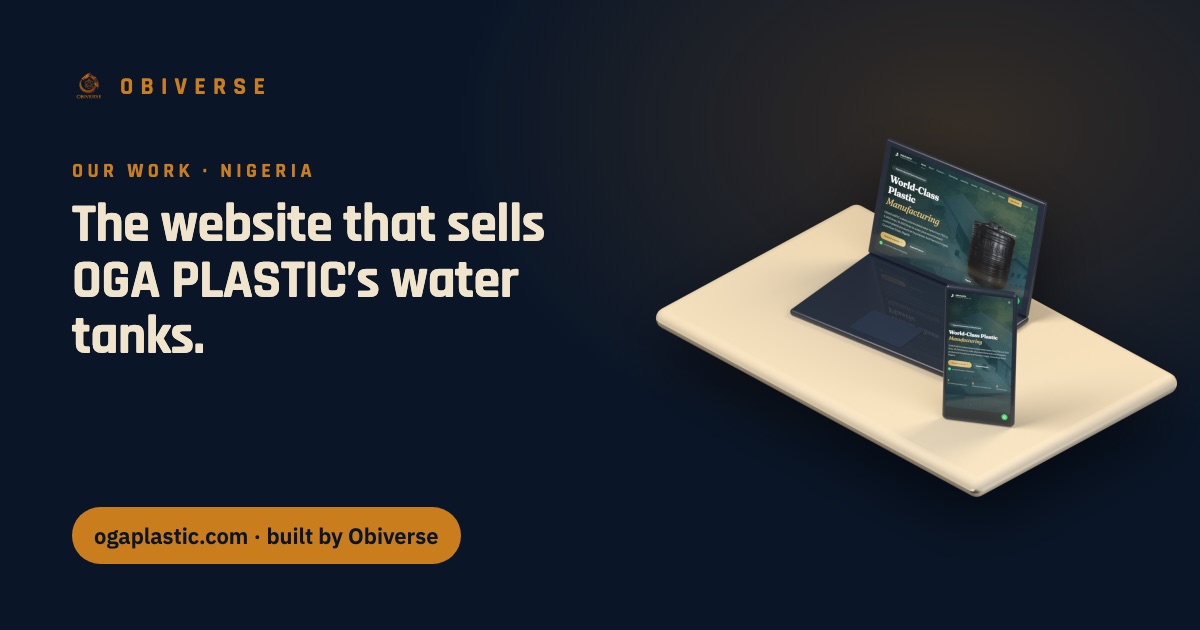 OBIVERSE
OBIVERSE
OUR WORK · NIGERIA
The website that sells
OGA PLASTIC’s water
tanks.
World-Class
Plastic
Manufacturing
World-Class Plastic
Manufacturing
ogaplastic.com · built by Obiverse